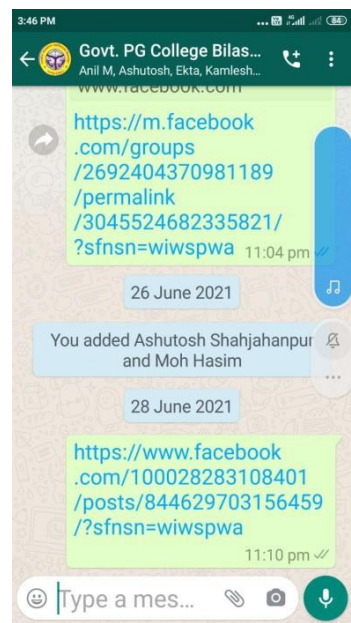 3:46 PM
... 84
Govt. PG College Bilas...
Anil M, Ashutosh, Ekta, Kamlesh...
www.facebook.com
https://m.facebook
.com/groups
/2692404370981189
/permalink
/3045524682335821/
?sfnsn=wiwspwa 11:04 pm
26 June 2021
You added Ashutosh Shahjahanpur
and Moh Hasim
28 June 2021
https://www.facebook
.com/100028283108401
/posts/844629703156459
/?sfnsn=wiwspwa
11:10 pm
Type a mes...